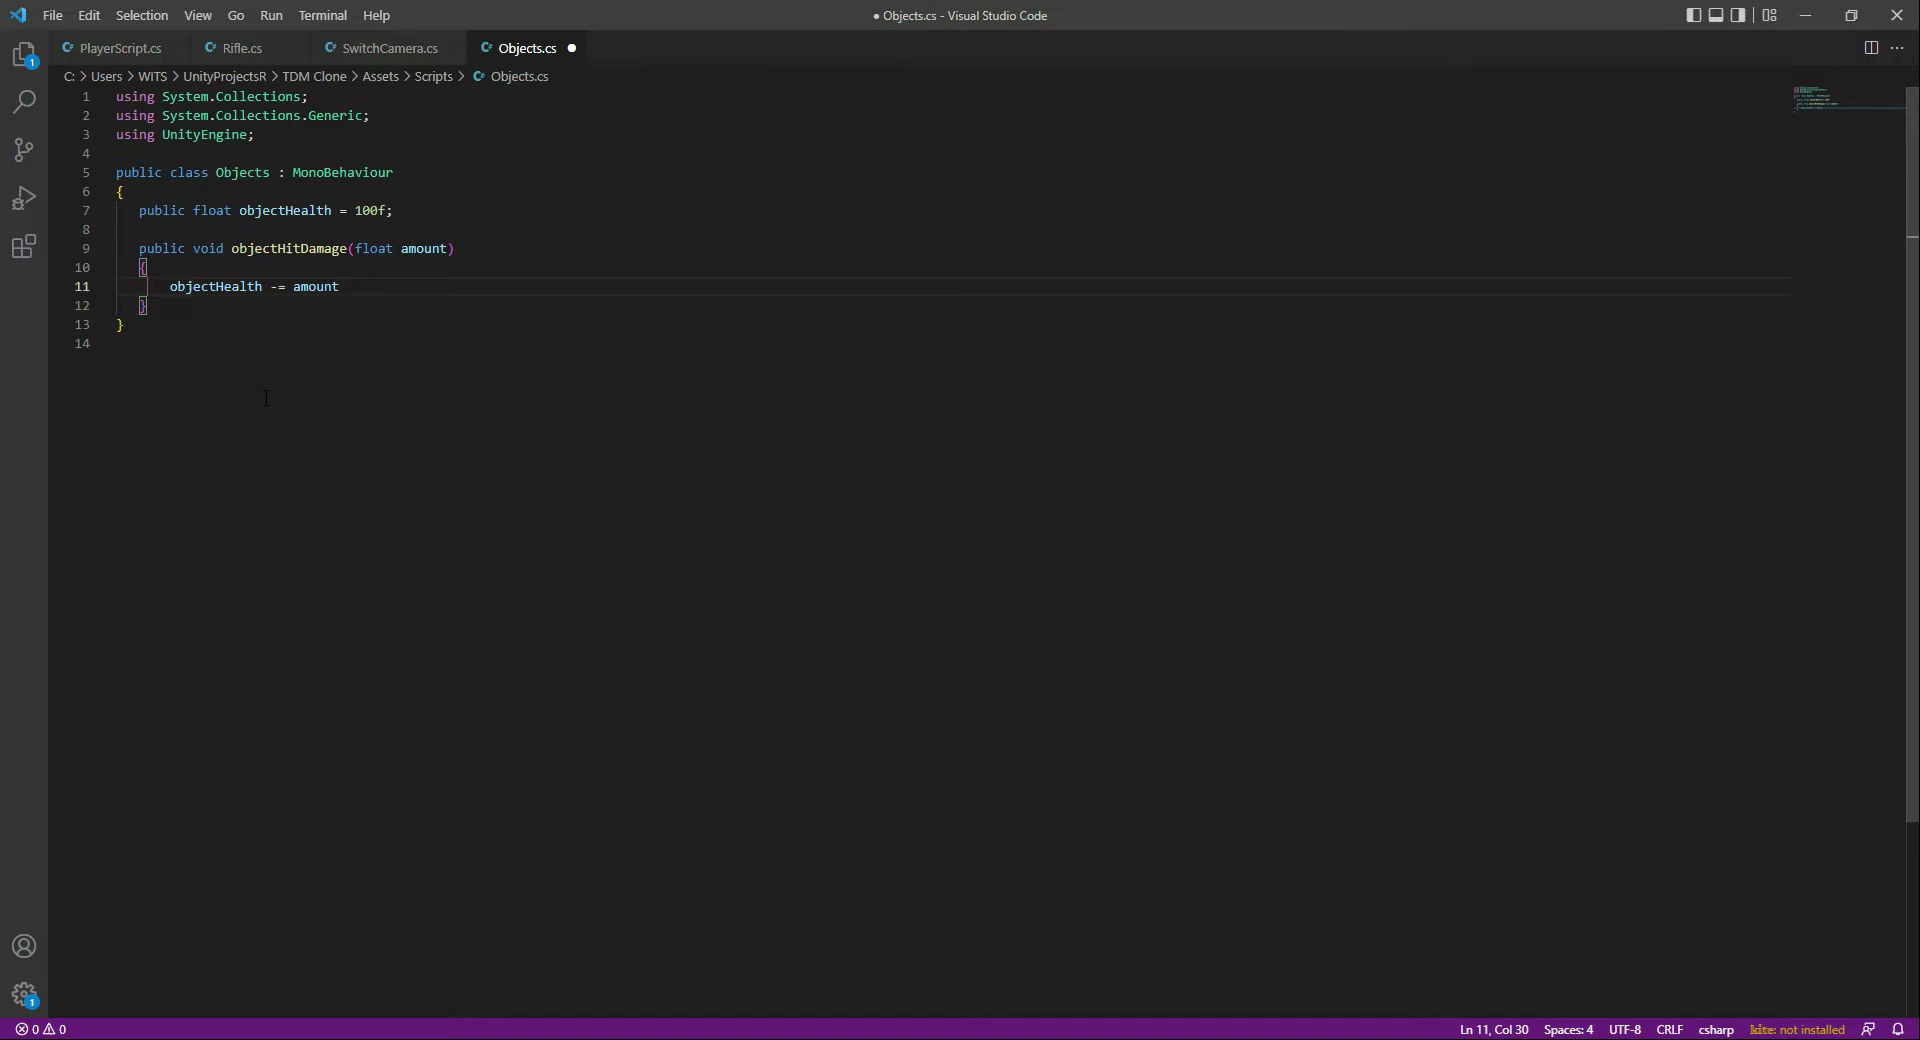 File Edit Selection View Go Run Terminal Help
● Objects.cs - Visual Studio Code
PlayerScript.cs Rifle.cs SwitchCamera.cs Objects.cs ●
C: > Users > WITS > UnityProjectsR > TDM Clone > Assets > Scripts > Objects.cs
1 using System.Collections;
2 using System.Collections.Generic;
3 using UnityEngine;
4
5 public class Objects : MonoBehaviour
6 {
7 public float objectHealth = 100f;
8
9 public void objectHitDamage(float amount)
10 {
11 objectHealth -= amount
12 }
13 }
14
1
1
0 0
Ln 11, Col 30 Spaces: 4 UTF-8 CRLF csharp kite: not installed